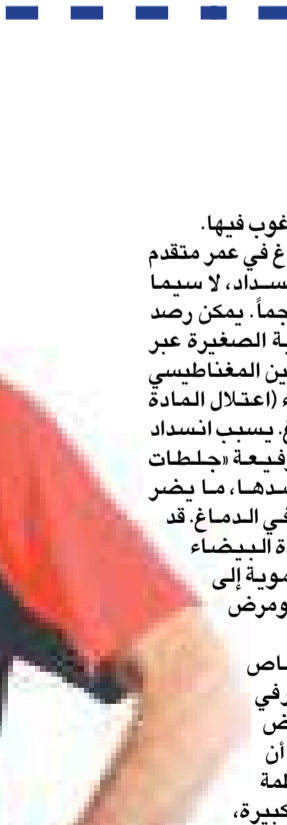 غوب فيها.
غ في عمر متقدم
سداد، لا سيما
جماً. يمكن رصد
ية الصغيرة عبر
ين المغناطيسي
ء (اعتلال المادة
غ. يسبب انسداد
رفيعة «جلطات
سدها، ما يضر
في الدماغ. قد
ة البيضاء
موية إلى
ومرض
صاص
رفي
ض
أن
لمة
كبيرة،